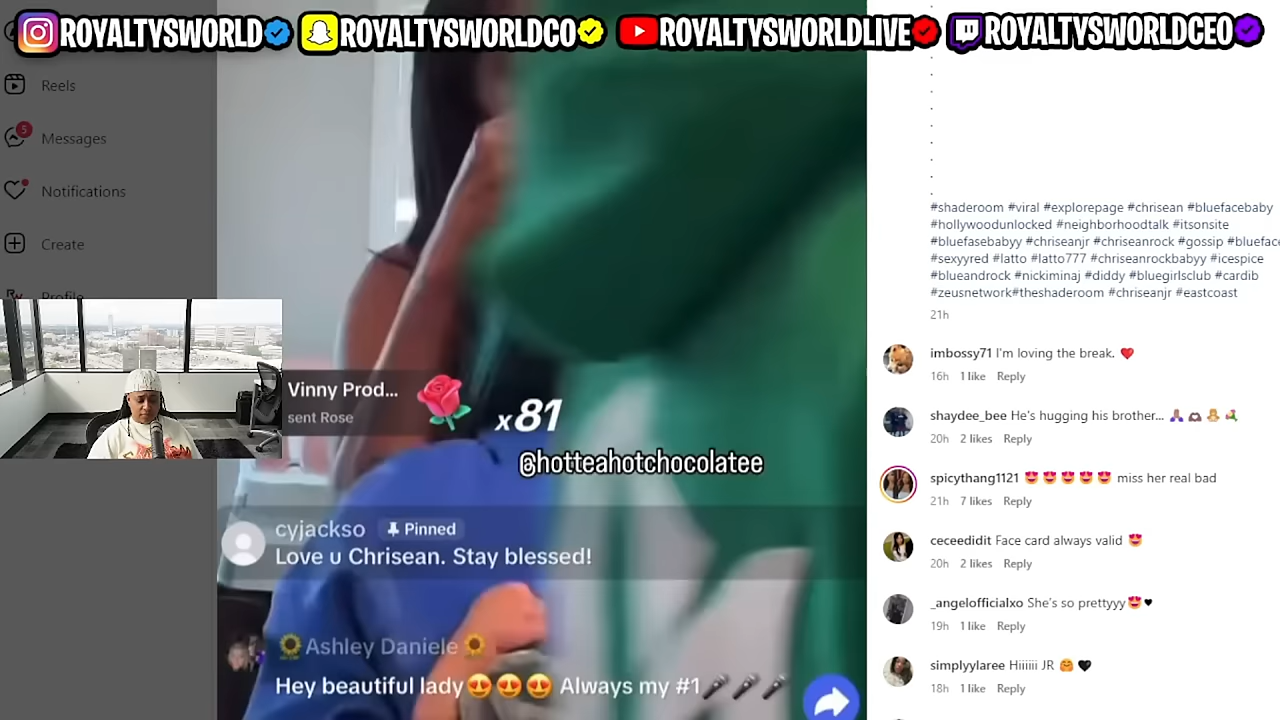 ROYALTYSWORLD ROYALTYSWORLDCO ROYALTYSWORLDLIVE ROYALTYSWORLDCEO
Reels
5
Messages
Notifications
Create
Profile
Vinny Prod...
sent Rose
x81
@hotteahotchocolatee
cyjackso Pinned
Love u Chrisean. Stay blessed!
🌻Ashley Daniele🌻
Hey beautiful lady😍😍😍 Always my #1🎤🎤🎤
.
.
.
.
.
.
.
.
.
.
#shaderoom #viral #explorepage #chrisean #bluefacebaby
#hollywoodunlocked #neighborhoodtalk #itsonsite
#bluefasebabyy #chriseanjr #chriseanrock #gossip #blueface
#sexyyred #latto #latto777 #chriseanrockbabyy #icespice
#blueandrock #nickiminaj #diddy #bluegirlsclub #cardib
#zeusnetwork#theshaderoom #chriseanjr #eastcoast
21h
imbossy71 I'm loving the break. ❤️
16h 1 like Reply
shaydee_bee He's hugging his brother...
20h 2 likes Reply
spicythang1121 😍😍😍😍😍 miss her real bad
21h 7 likes Reply
ceceedidit Face card always valid 😍
20h 2 likes Reply
_angelofficialxo She's so prettyyy😍🖤
19h 1 like Reply
simplyylaree Hiiiiii JR 🤗 🖤
18h 1 like Reply